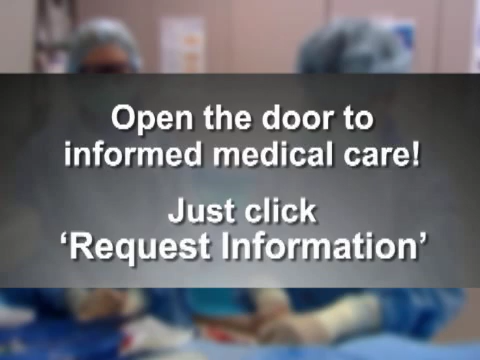 Open the door to
informed medical care!
Just click
‘Request Information’